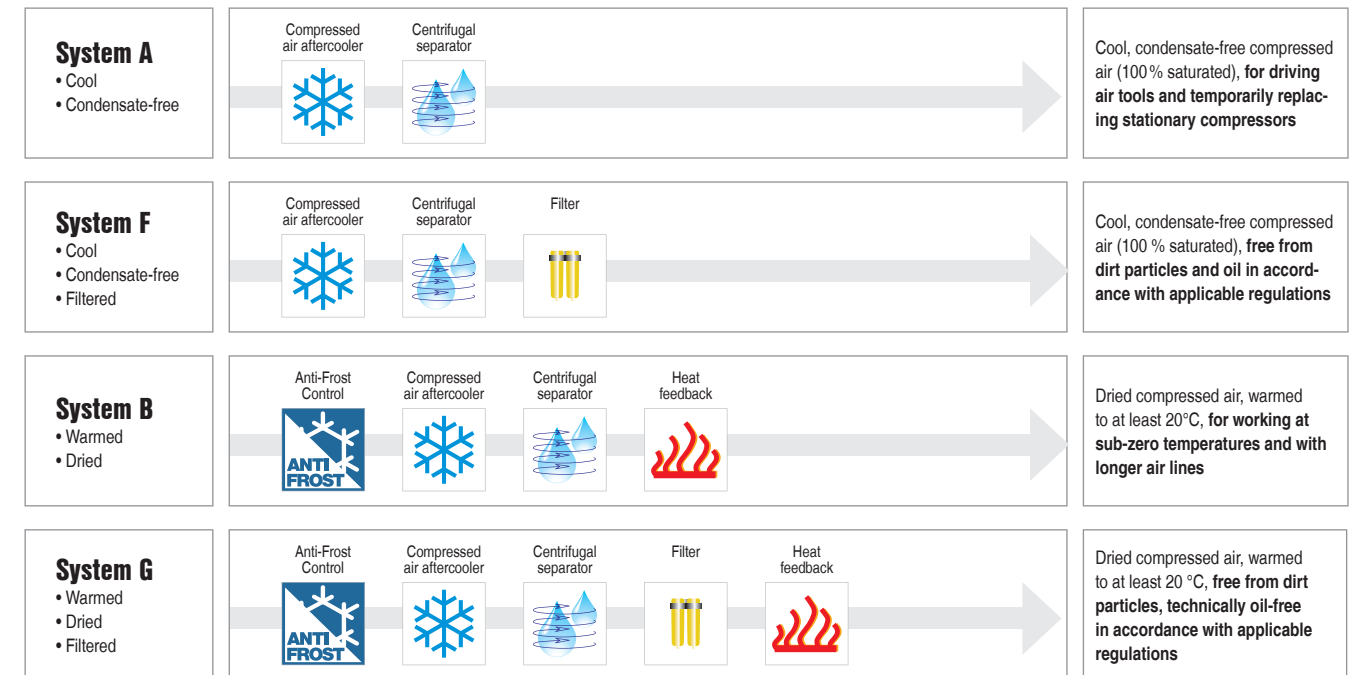 System A
• Cool
• Condensate-free
Compressed
air aftercooler
Centrifugal
separator
Cool, condensate-free compressed
air (100 % saturated), for driving
air tools and temporarily replac-
ing stationary compressors
System F
• Cool
• Condensate-free
• Filtered
Compressed
air aftercooler
Centrifugal
separator
Filter
Cool, condensate-free compressed
air (100 % saturated), free from
dirt particles and oil in accord-
ance with applicable regulations
System B
• Warmed
• Dried
Anti-Frost
Control
ANTI
FROST
Compressed
air aftercooler
Centrifugal
separator
Heat
feedback
Dried compressed air, warmed
to at least 20°C, for working at
sub-zero temperatures and with
longer air lines
System G
• Warmed
• Dried
• Filtered
Anti-Frost
Control
ANTI
FROST
Compressed
air aftercooler
Centrifugal
separator
Filter
Heat
feedback
Dried compressed air, warmed
to at least 20 °C, free from dirt
particles, technically oil-free
in accordance with applicable
regulations